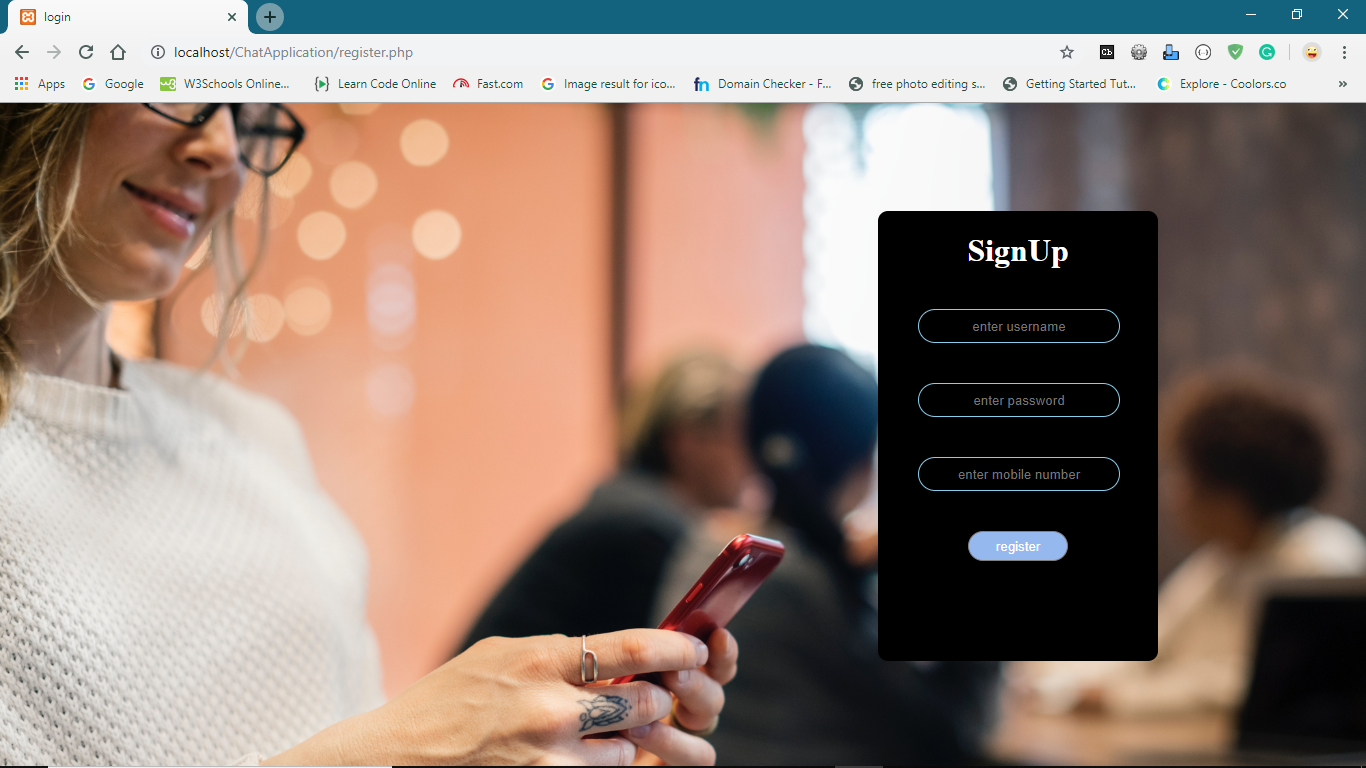 login
localhost/ChatApplication/register.php
Apps Google W3Schools Online... Learn Code Online Fast.com Image result for ico... Domain Checker - F... free photo editing s... Getting Started Tut... Explore - Coolors.co »
SignUp
enter username
enter password
enter mobile number
register